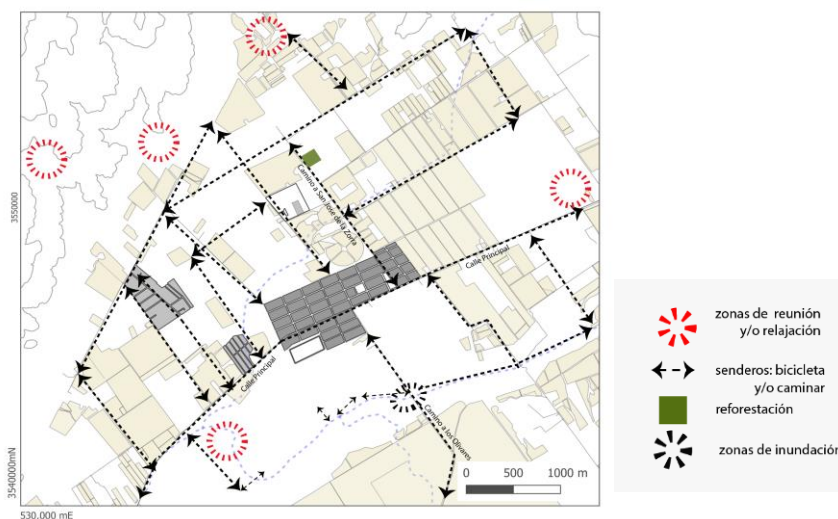 3550000
3540000mN
530.000 mE
Camino a San Jose de la Zorra
Calle Principal
Calle Principal
Camino a los Olivares
0 500 1000 m
zonas de reunión
y/o relajación
senderos: bicicleta
y/o caminar
reforestación
zonas de inundación